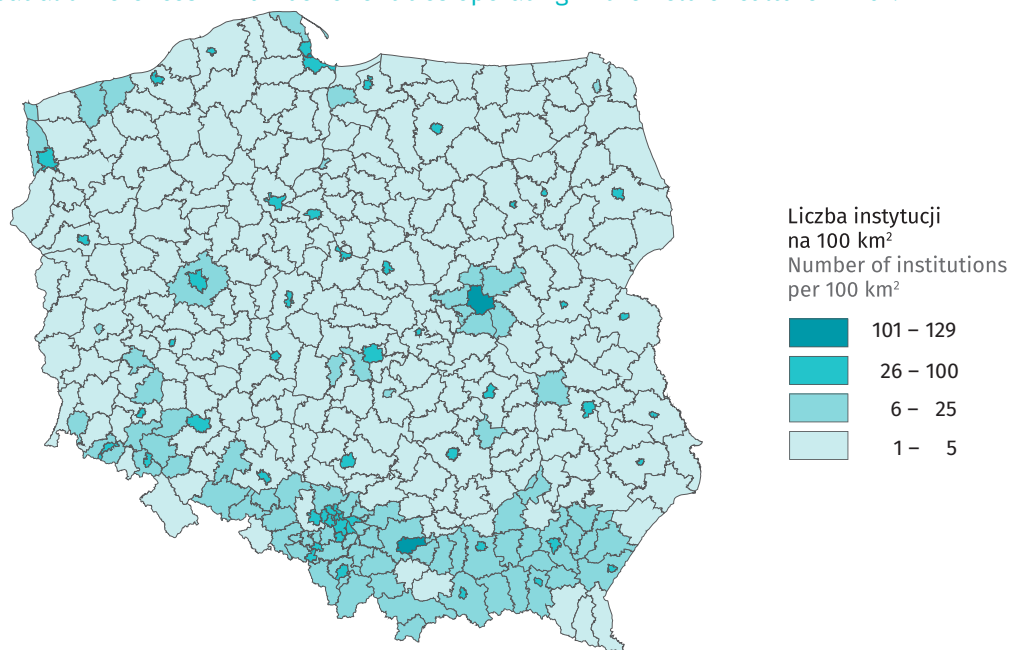 Liczba instytucji
na 100 km²
Number of institutions
per 100 km²
101 – 129
26 – 100
6 – 25
1 – 5